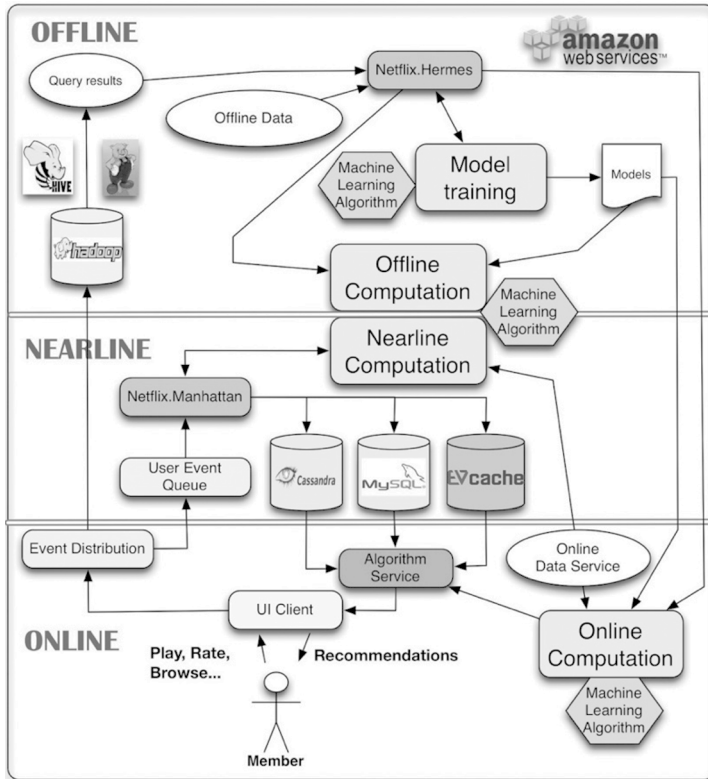 OFFLINE
amazon
webservices™
Query results
Netflix.Hermes
Offline Data
HIVE
Machine
Learning
Algorithm
Model
training
Models
hadoop
Offline
Computation
Machine
Learning
Algorithm
NEARLINE
Nearline
Computation
Netflix.Manhattan
User Event
Queue
Cassandra
MySQL
EVcache
Event Distribution
Algorithm
Service
Online
Data Service
UI Client
ONLINE
Play, Rate,
Browse...
Recommendations
Online
Computation
Machine
Learning
Algorithm
Member